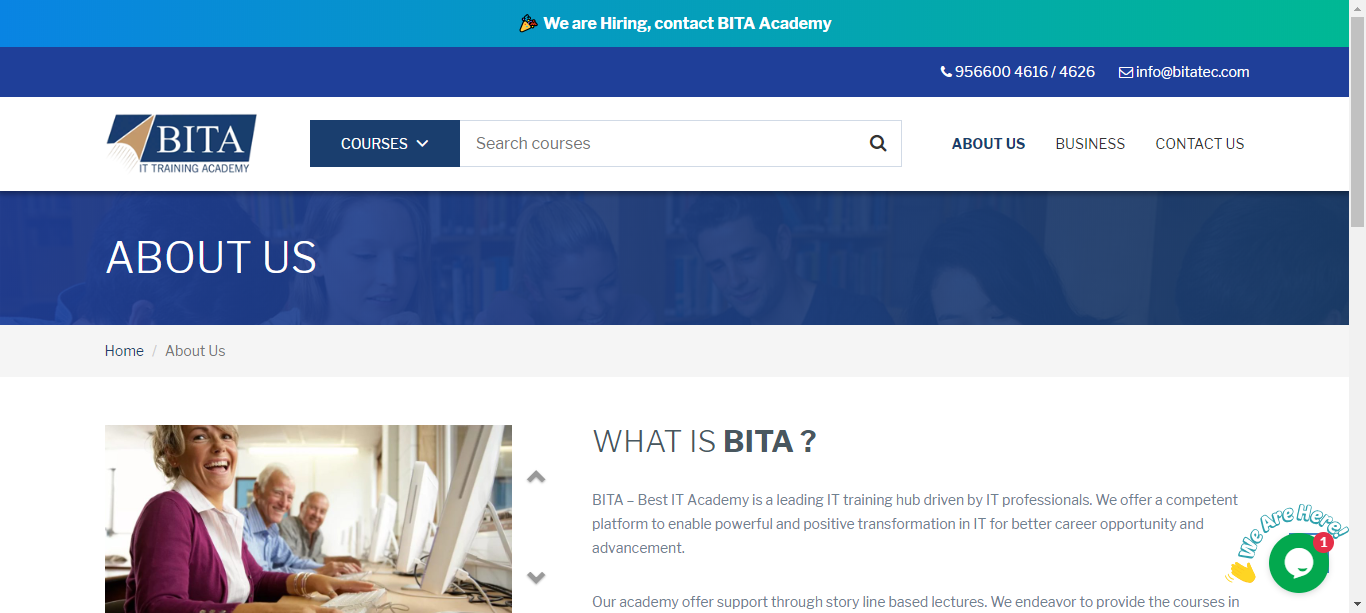 We are Hiring, contact BITA Academy
956600 4616 / 4626 info@bitatec.com
BITA
IT TRAINING ACADEMY
COURSES
Search courses
ABOUT US
BUSINESS
CONTACT US
ABOUT US
Home / About Us
WHAT IS BITA ?
BITA – Best IT Academy is a leading IT training hub driven by IT professionals. We offer a competent
platform to enable powerful and positive transformation in IT for better career opportunity and
advancement.
Our academy offer support through story line based lectures. We endeavor to provide the courses in
We Are Here!
1